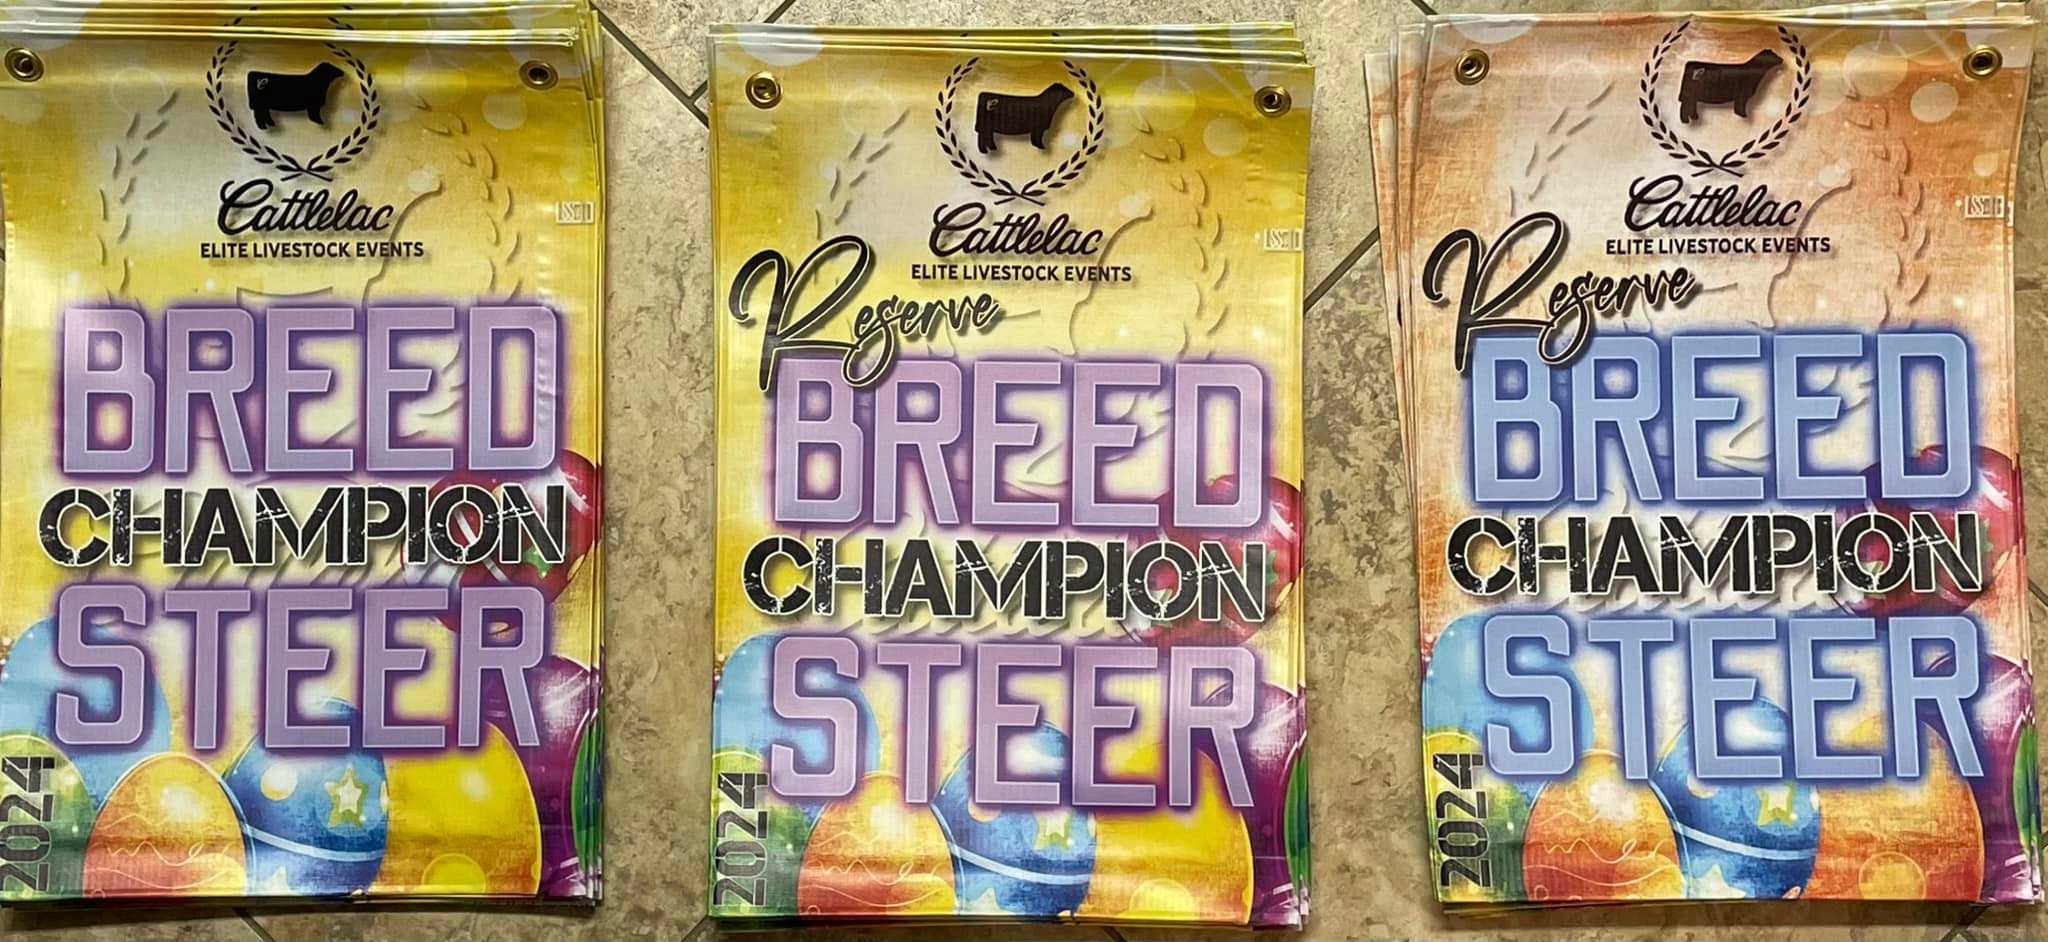 Cattlelac
ELITE LIVESTOCK EVENTS
BREED
CHAMPION
STEER
2024
Cattlelac
ELITE LIVESTOCK EVENTS
Reserve
BREED
CHAMPION
STEER
2024
Cattlelac
ELITE LIVESTOCK EVENTS
Reserve
BREED
CHAMPION
STEER
2024